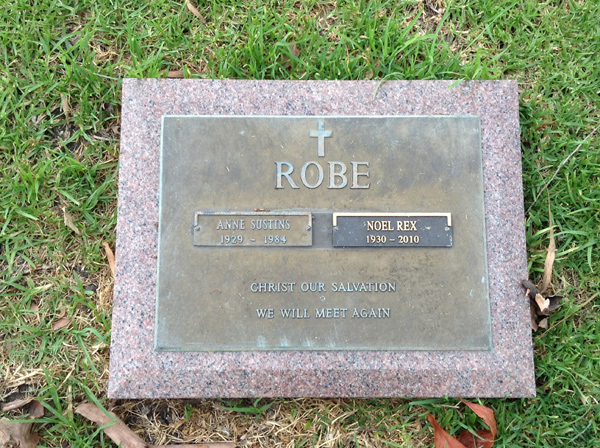 ROBE
ANNE SUSTINS
1929 - 1984
NOEL REX
1930 - 2010
CHRIST OUR SALVATION
WE WILL MEET AGAIN